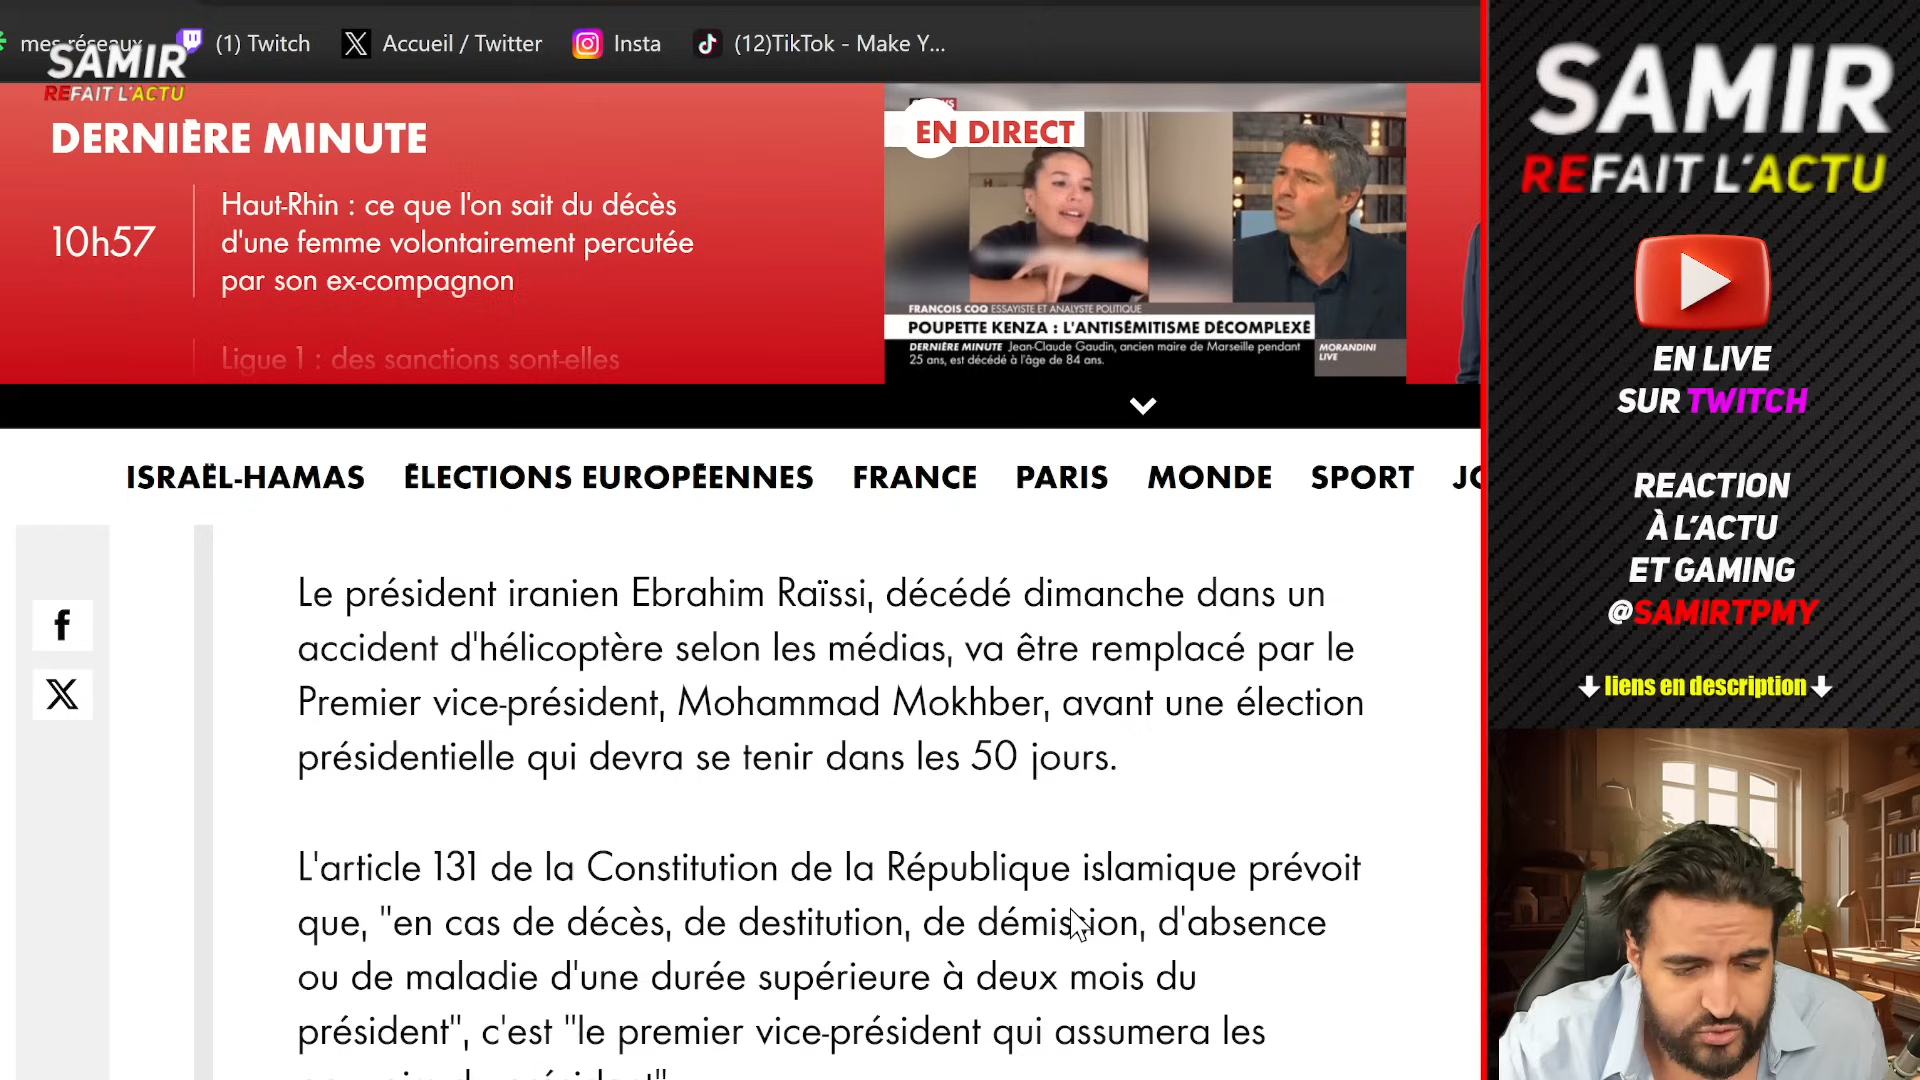 mes réseaux
(1) Twitch
Accueil / Twitter
Insta
(12)TikTok - Make Y...
SAMIR
REFAIT L'ACTU
DERNIÈRE MINUTE
10h57
Haut-Rhin : ce que l'on sait du décès
d'une femme volontairement percutée
par son ex-compagnon
Ligue 1 : des sanctions sont-elles
EN DIRECT
FRANÇOIS COQ ESSAYISTE ET ANALYSTE POLITIQUE
POUPETTE KENZA : L'ANTISÉMITISME DÉCOMPLEXÉ
DERNIÈRE MINUTE Jean-Claude Gaudin, ancien maire de Marseille pendant
25 ans, est décédé à l'âge de 84 ans.
MORANDINI
LIVE
ISRAËL-HAMAS ÉLECTIONS EUROPÉENNES FRANCE PARIS MONDE SPORT
Le président iranien Ebrahim Raïssi, décédé dimanche dans un
accident d'hélicoptère selon les médias, va être remplacé par le
Premier vice-président, Mohammad Mokhber, avant une élection
présidentielle qui devra se tenir dans les 50 jours.
L'article 131 de la Constitution de la République islamique prévoit
que, "en cas de décès, de destitution, de démission, d'absence
ou de maladie d'une durée supérieure à deux mois du
président", c'est "le premier vice-président qui assumera les
SAMIR
REFAIT L'ACTU
EN LIVE
SUR TWITCH
REACTION
À L'ACTU
ET GAMING
@SAMIRTPMY
liens en description